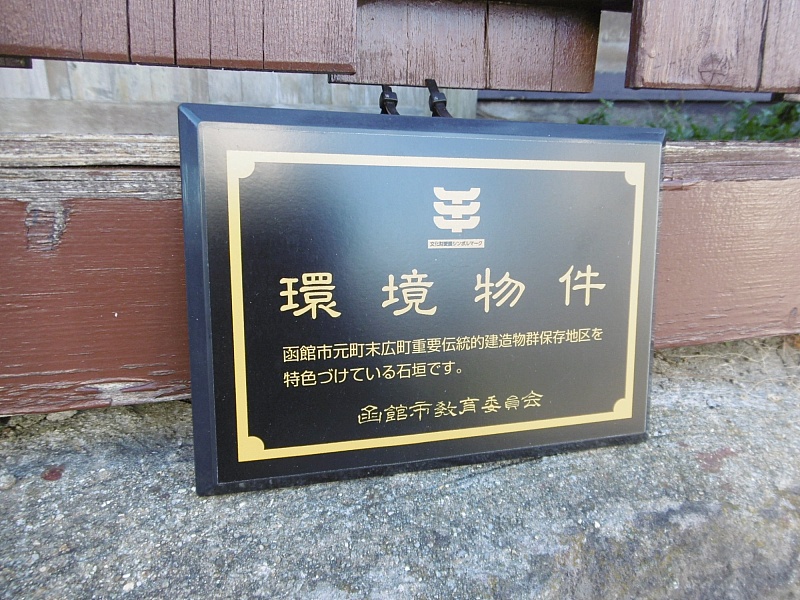 文化財愛護シンボルマーク
環境物件
函館市元町末広町重要伝統的建造物群保存地区を
特色づけている石垣です。
函館市教育委員会